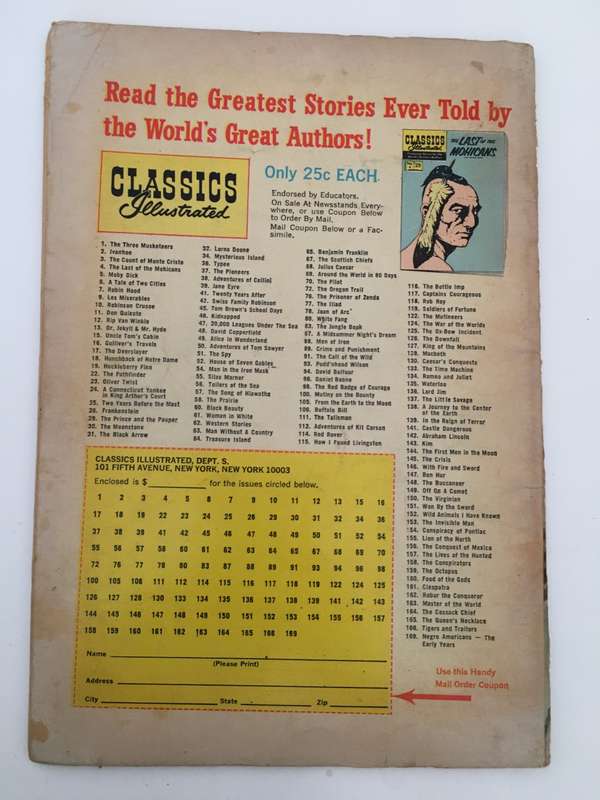 Read the Greatest Stories Ever Told by
the World's Great Authors!
CLASSICS
Illustrated
Only 25c EACH
Endorsed by Educators.
On Sale At Newsstands Every-
where, or use Coupon Below
to Order By Mail.
Mail Coupon Below or a Fac-
simile.
CLASSICS
Illustrated
THE LAST OF THE
MOHICANS
1. The Three Musketeers
2. Ivanhoe
3. The Count of Monte Cristo
4. The Last of the Mohicans
5. Moby Dick
6. A Tale of Two Cities
7. Robin Hood
9. Les Miserables
10. Robinson Crusoe
11. Don Quixote
12. Rip Van Winkle
13. Dr. Jekyll & Mr. Hyde
15. Uncle Tom's Cabin
16. Gulliver's Travels
17. The Deerslayer
18. Hunchback of Notre Dame
19. Huckleberry Finn
22. The Pathfinder
23. Oliver Twist
24. A Connecticut Yankee
in King Arthur's Court
25. Two Years Before the Mast
26. Frankenstein
29. The Prince and the Pauper
30. The Moonstone
31. The Black Arrow
32. Lorna Doone
34. Mysterious Island
36. Typee
37. The Pioneers
38. Adventures of Cellini
39. Jane Eyre
41. Twenty Years After
42. Swiss Family Robinson
45. Tom Brown's School Days
46. Kidnapped
47. 20,000 Leagues Under the Sea
48. David Copperfield
49. Alice in Wonderland
50. Adventures of Tom Sawyer
51. The Spy
52. House of Seven Gables
54. Man in the Iron Mask
55. Silas Marner
56. Toilers of the Sea
57. The Song of Hiawatha
58. The Prairie
60. Black Beauty
61. Woman in White
62. Western Stories
63. Man Without A Country
64. Treasure Island
65. Benjamin Franklin
67. The Scottish Chiefs
68. Julius Caesar
69. Around the World in 80 Days
70. The Pilot
72. The Oregon Trail
76. The Prisoner of Zenda
77. The Iliad
78. Joan of Arc
80. White Fang
83. The Jungle Book
87. A Midsummer Night's Dream
88. Men of Iron
89. Crime and Punishment
91. The Call of the Wild
93. Pudd'nhead Wilson
94. David Balfour
96. Daniel Boone
98. The Red Badge of Courage
100. Mutiny on the Bounty
105. From the Earth to the Moon
106. Buffalo Bill
111. The Talisman
112. Adventures of Kit Carson
114. Red Rover
115. How I Found Livingston
116. The Bottle Imp
117. Captains Courageous
118. Rob Roy
119. Soldiers of Fortune
122. The Mutineers
124. The War of the Worlds
125. The Ox-Bow Incident
126. The Downfall
127. King of the Mountains
128. Macbeth
130. Caesar's Conquests
133. The Time Machine
134. Romeo and Juliet
135. Waterloo
136. Lord Jim
137. The Little Savage
138. A Journey to the Center
of the Earth
139. In the Reign of Terror
141. Castle Dangerous
142. Abraham Lincoln
143. Kim
144. The First Men in the Moon
145. The Crisis
146. With Fire and Sword
147. Ben Hur
148. The Buccaneer
149. Off On A Comet
150. The Virginian
151. Won By the Sword
152. Wild Animals I Have Known
153. The Invisible Man
154. Conspiracy of Pontiac
155. Lion of the North
156. The Conquest of Mexico
157. The Lives of the Hunted
158. The Conspirators
159. The Octopus
160. Food of the Gods
161. Cleopatra
162. Robur the Conqueror
163. Master of the World
164. The Cossack Chief
165. The Queen's Necklace
166. Tigers and Traitors
169. Negro Americans — The
Early Years
CLASSICS ILLUSTRATED, DEPT. S.
101 FIFTH AVENUE, NEW YORK, NEW YORK 10003
Enclosed is $ for the issues circled below.
1 2 3 4 5 6 7 9 10 11 12 13 15 16
17 18 19 22 23 24 25 26 29 30 31 32 34 36
37 38 39 41 42 45 46 47 48 49 50 51 52 54
55 56 57 58 60 61 62 63 64 65 67 68 69 70
72 76 77 78 80 83 87 88 89 91 93 94 96 98
100 105 106 111 112 114 115 116 117 118 119 122 124 125
126 127 128 130 133 134 135 136 137 138 139 141 142 143
144 145 146 147 148 149 150 151 152 153 154 155 156 157
158 159 160 161 162 163 164 165 166 169
Name
(Please Print)
Address
City State Zip
Use this Handy
Mail Order Coupon